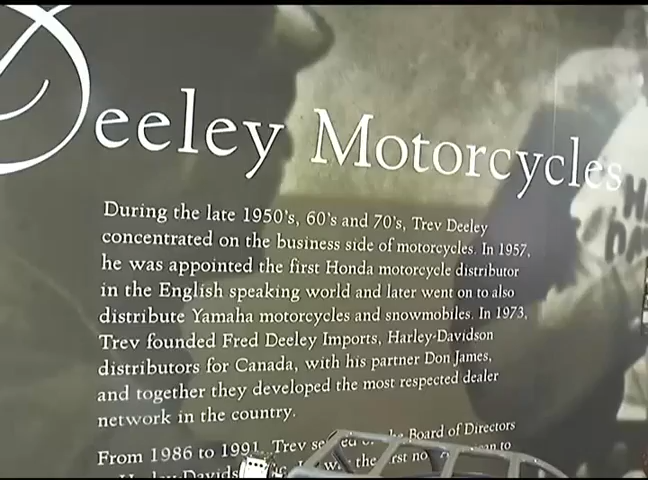 Deeley Motorcycles
During the late 1950's, 60's and 70's, Trev Deeley
concentrated on the business side of motorcycles. In 1957,
he was appointed the first Honda motorcycle distributor
in the English speaking world and later went on to also
distribute Yamaha motorcycles and snowmobiles. In 1973,
Trev founded Fred Deeley Imports, Harley-Davidson
distributors for Canada, with his partner Don James,
and together they developed the most respected dealer
network in the country.
From 1986 to 1991, Trev Board of Directors
the to